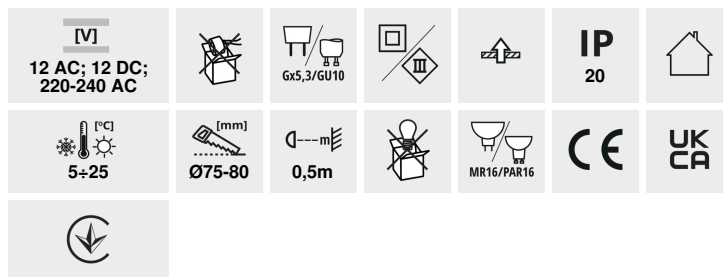 [V]
12 AC; 12 DC;
220-240 AC
Gx5,3/GU10
III
IP
20
[°C]
5÷25
[mm]
Ø75-80
m
0,5m
MR16/PAR16
CE
UK
CA